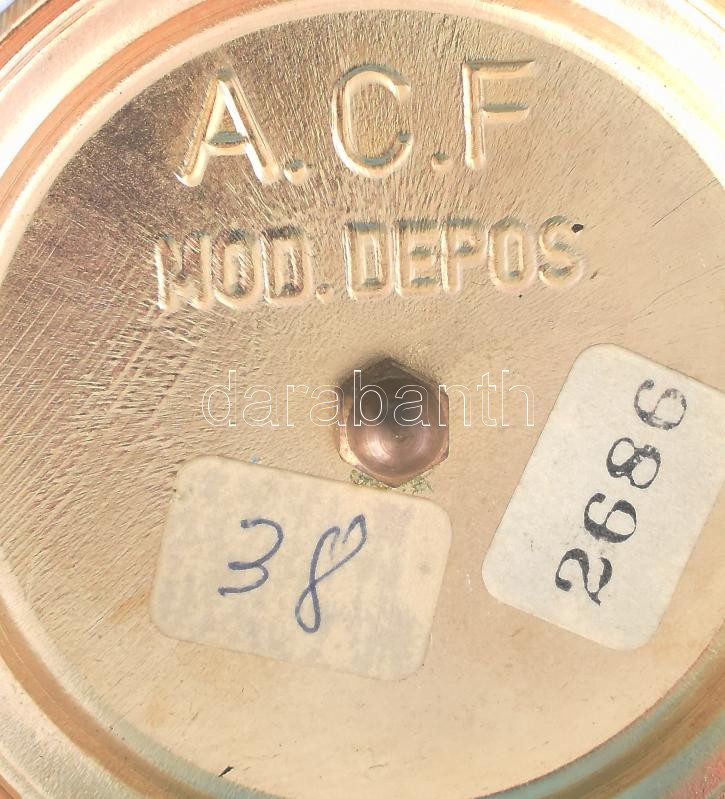 A.C.F
MOD. DEPOS
darabanth
38
2686